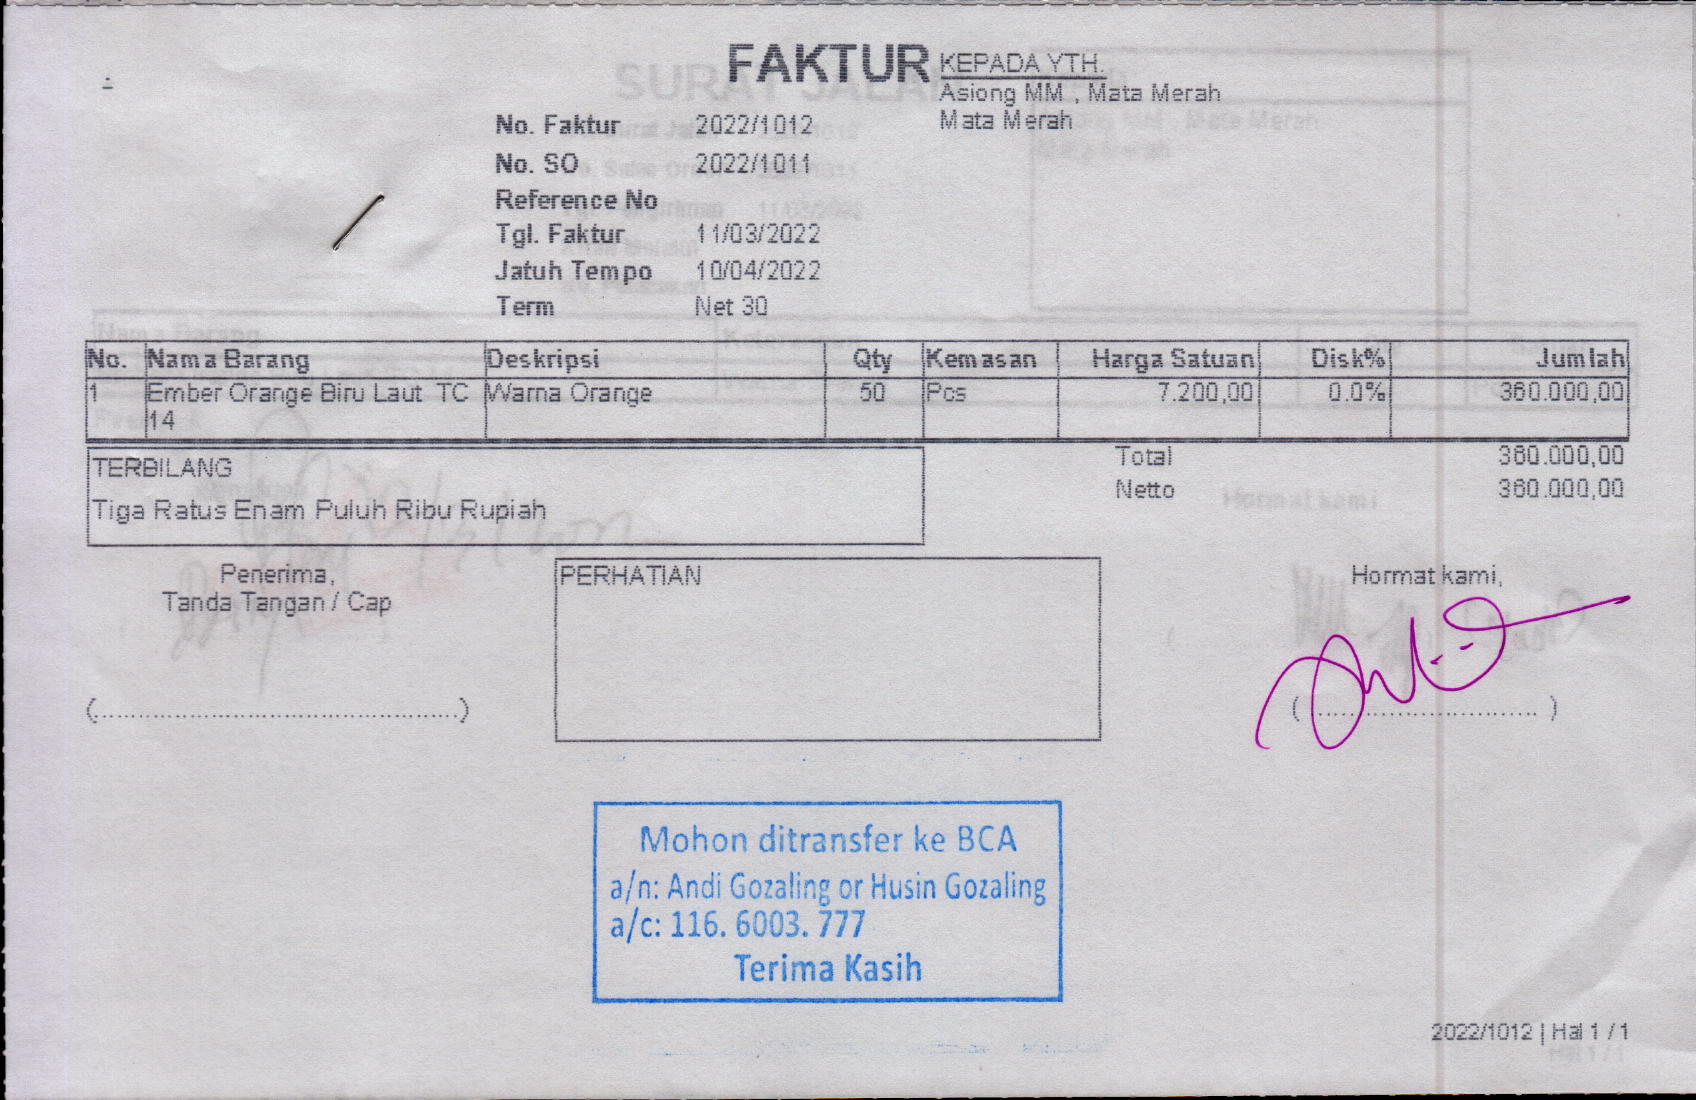 FAKTUR
KEPADA YTH.
Asiong MM , Mata Merah
Mata Merah
No. Faktur 2022/1012
No. SO 2022/1011
Reference No
Tgl. Faktur 11/03/2022
Jatuh Tempo 10/04/2022
Term Net 30
No. Nama Barang Deskripsi Qty Kemasan Harga Satuan Disk% Jumlah
1 Ember Orange Biru Laut TC Warna Orange 50 Pcs 7.200,00 0.0% 360.000,00
14
Total 360.000,00
Netto 360.000,00
TERBILANG
Tiga Ratus Enam Puluh Ribu Rupiah
Penerima,
Tanda Tangan / Cap
PERHATIAN
Hormat kami,
Mohon ditransfer ke BCA
a/n: Andi Gozaling or Husin Gozaling
a/c: 116. 6003. 777
Terima Kasih
2022/1012 | Hal 1 / 1